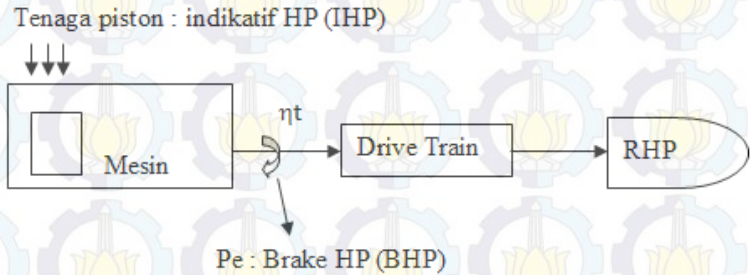 Tenaga piston : indikatif HP (IHP)
ηt
Mesin
Drive Train
RHP
Pe : Brake HP (BHP)